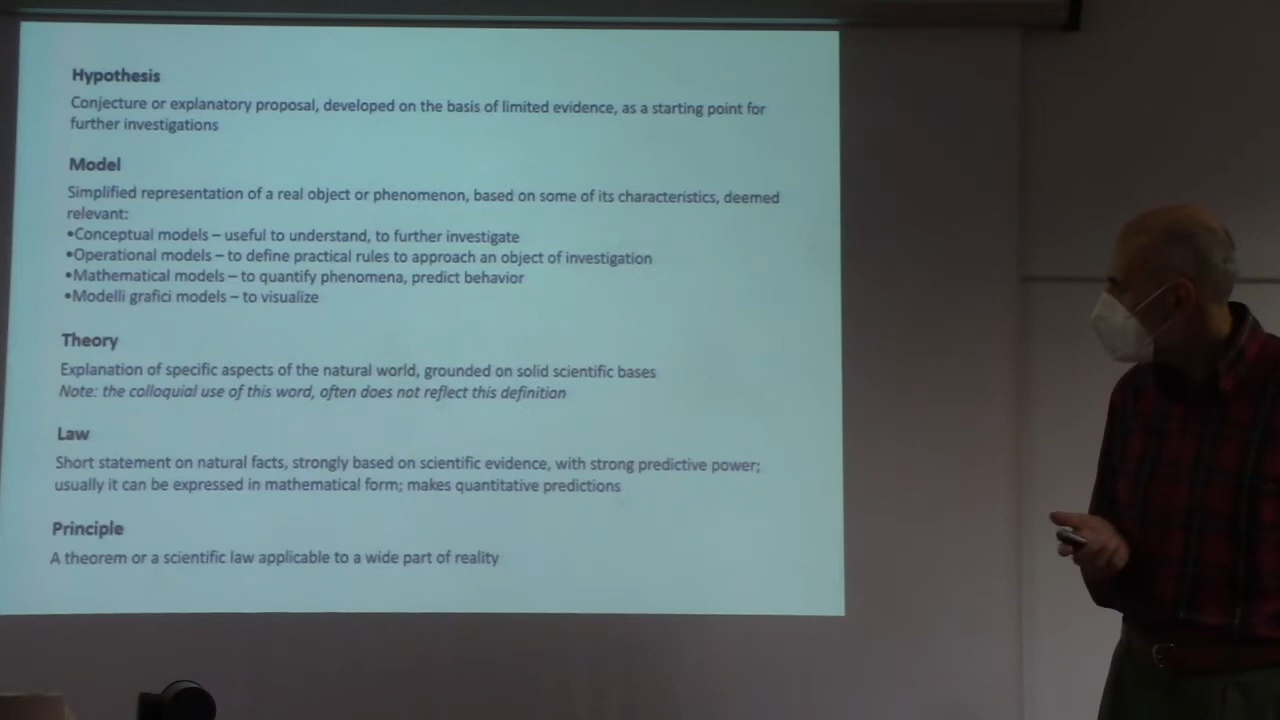 Hypothesis
Conjecture or explanatory proposal, developed on the basis of limited evidence, as a starting point for
further investigations
Model
Simplified representation of a real object or phenomenon, based on some of its characteristics, deemed
relevant:
•Conceptual models – useful to understand, to further investigate
•Operational models – to define practical rules to approach an object of investigation
•Mathematical models – to quantify phenomena, predict behavior
•Modelli grafici models – to visualize
Theory
Explanation of specific aspects of the natural world, grounded on solid scientific bases
Note: the colloquial use of this word, often does not reflect this definition
Law
Short statement on natural facts, strongly based on scientific evidence, with strong predictive power;
usually it can be expressed in mathematical form; makes quantitative predictions
Principle
A theorem or a scientific law applicable to a wide part of reality